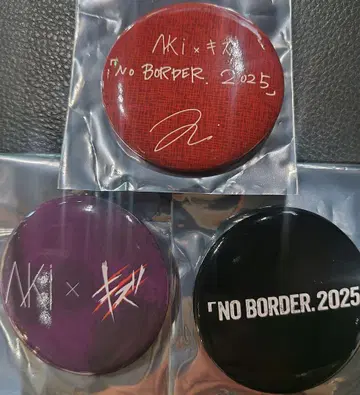 AKi × キズ
「NO BORDER. 2025」
AKi × キズ
「NO BORDER. 2025